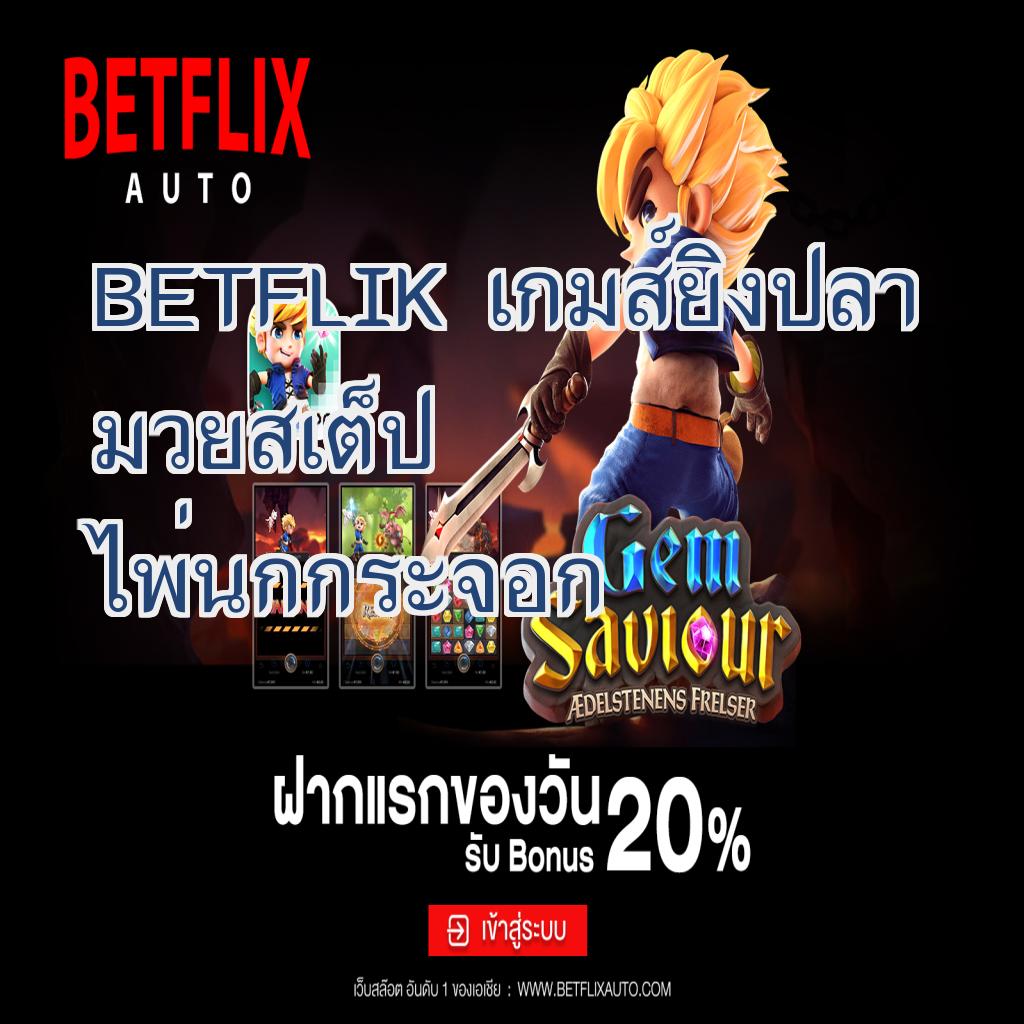 BETFLIX
AUTO
BETFLIK เกมส์ยิงปลา
มวยสเต็ป
ไพ่นกกระจอก
Gem
Saviour
ÆDELSTENENS FRELSER
ฝากแรกของวัน
รับ Bonus 20%
เข้าสู่ระบบ
เว็บสล๊อต อันดับ 1 ของเอเชีย : WWW.BETFLIXAUTO.COM